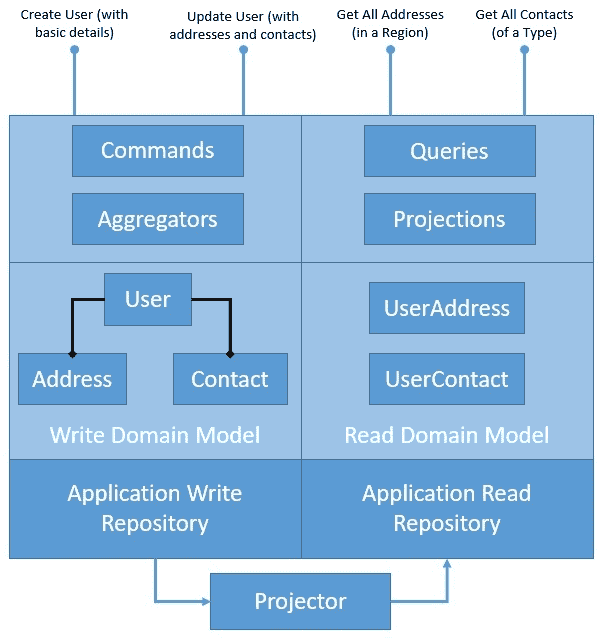 Create User (with
basic details)
Update User (with
addresses and contacts)
Get All Addresses
(in a Region)
Get All Contacts
(of a Type)
Commands
Aggregators
Queries
Projections
User
Address
Contact
Write Domain Model
UserAddress
UserContact
Read Domain Model
Application Write
Repository
Application Read
Repository
Projector